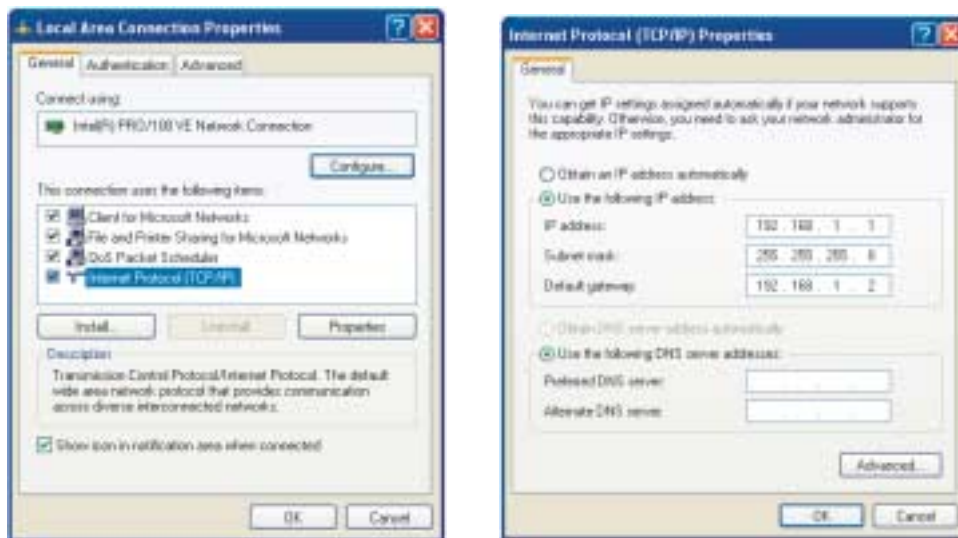 Local Area Connection Properties
General Authentication Advanced
Connect using:
Intel(R) PRO/100 VE Network Connection
Configure...
This connection uses the following items:
Client for Microsoft Networks
File and Printer Sharing for Microsoft Networks
QoS Packet Scheduler
Internet Protocol (TCP/IP)
Install... Uninstall Properties
Description
Transmission Control Protocol/Internet Protocol. The default
wide area network protocol that provides communication
across diverse interconnected networks.
Show icon in notification area when connected
OK Cancel
Internet Protocol (TCP/IP) Properties
General
You can get IP settings assigned automatically if your network supports
this capability. Otherwise, you need to ask your network administrator for
the appropriate IP settings.
Obtain an IP address automatically
Use the following IP address:
IP address: 192 . 168 . 1 . 1
Subnet mask: 255 . 255 . 255 .
Default gateway: 192 . 168 . 1 . 2
Obtain DNS server address automatically
Use the following DNS server addresses:
Preferred DNS server:
Alternate DNS server:
Advanced...
OK Cancel